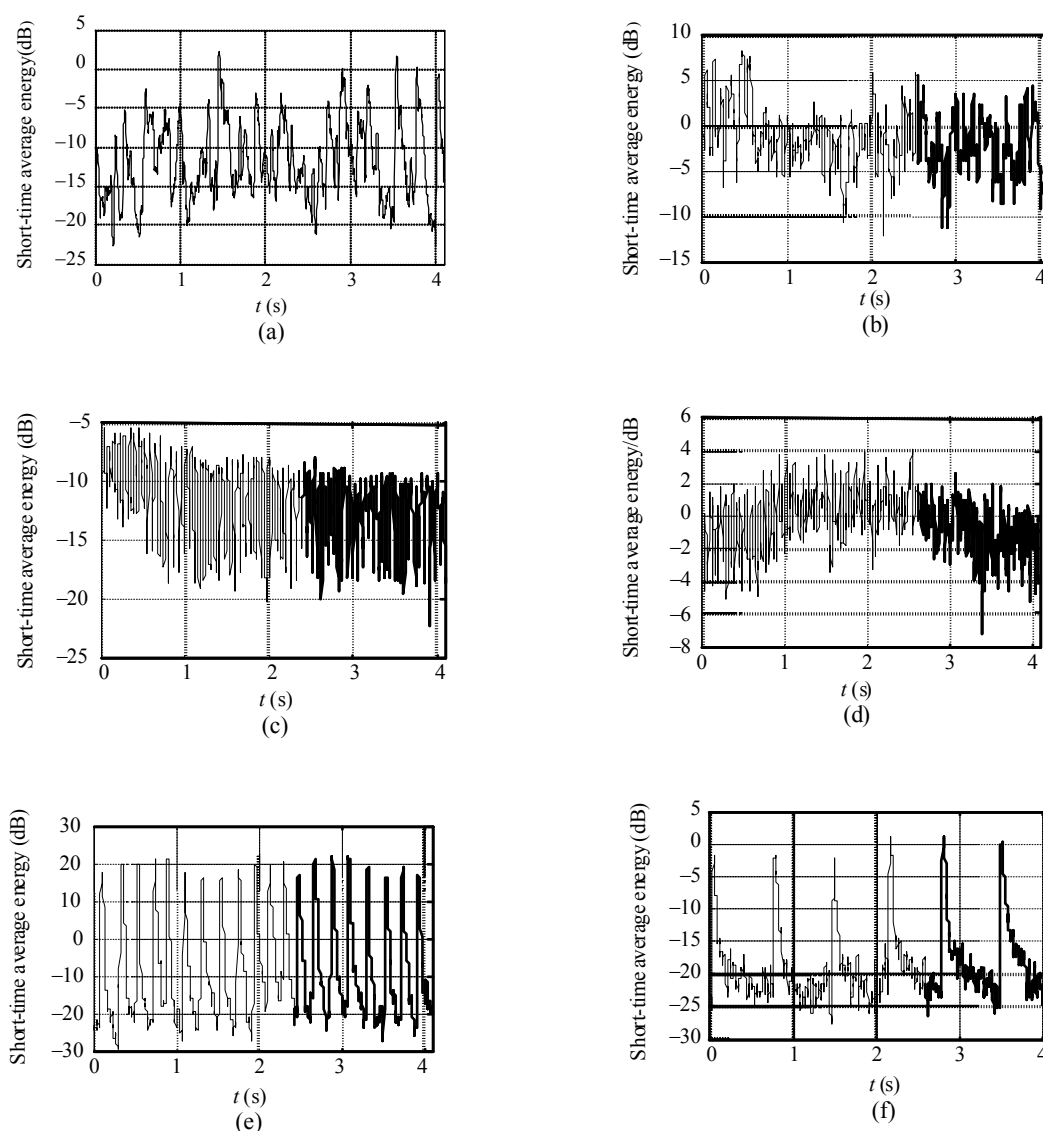 Short-time average energy(dB)
5
0
–5
–10
–15
–20
–25
0 1 2 3 4
t (s)
(a)
Short-time average energy (dB)
10
5
0
–5
–10
–15
0 1 2 3 4
t (s)
(b)
Short-time average energy (dB)
–5
–10
–15
–20
–25
0 1 2 3 4
t (s)
(c)
Short-time average energy/dB
6
4
2
0
–2
–4
–6
–8
0 1 2 3 4
t (s)
(d)
Short-time average energy (dB)
30
20
0
–10
–20
–30
0 1 2 3 4
t (s)
(e)
Short-time average energy (dB)
5
0
–5
–10
–15
–20
–25
–30
0 1 2 3 4
t (s)
(f)